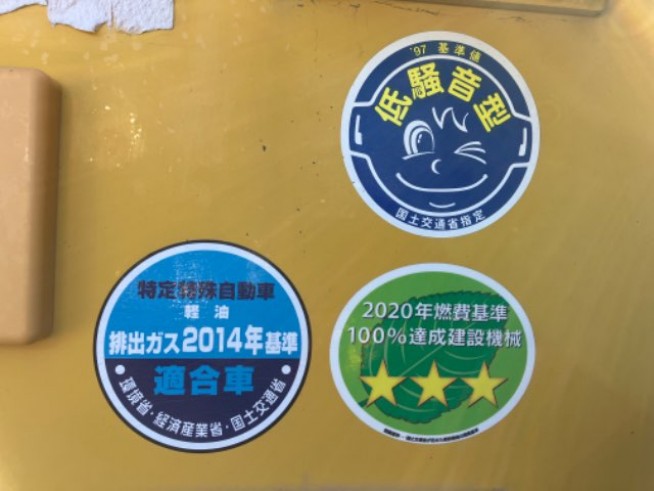 '97 基準値
低騒音型
国土交通省指定
特定特殊自動車
軽油
排出ガス2014年基準
適合車
・環境省・経済産業省・国土交通省・
2020年燃費基準
100%達成建設機械